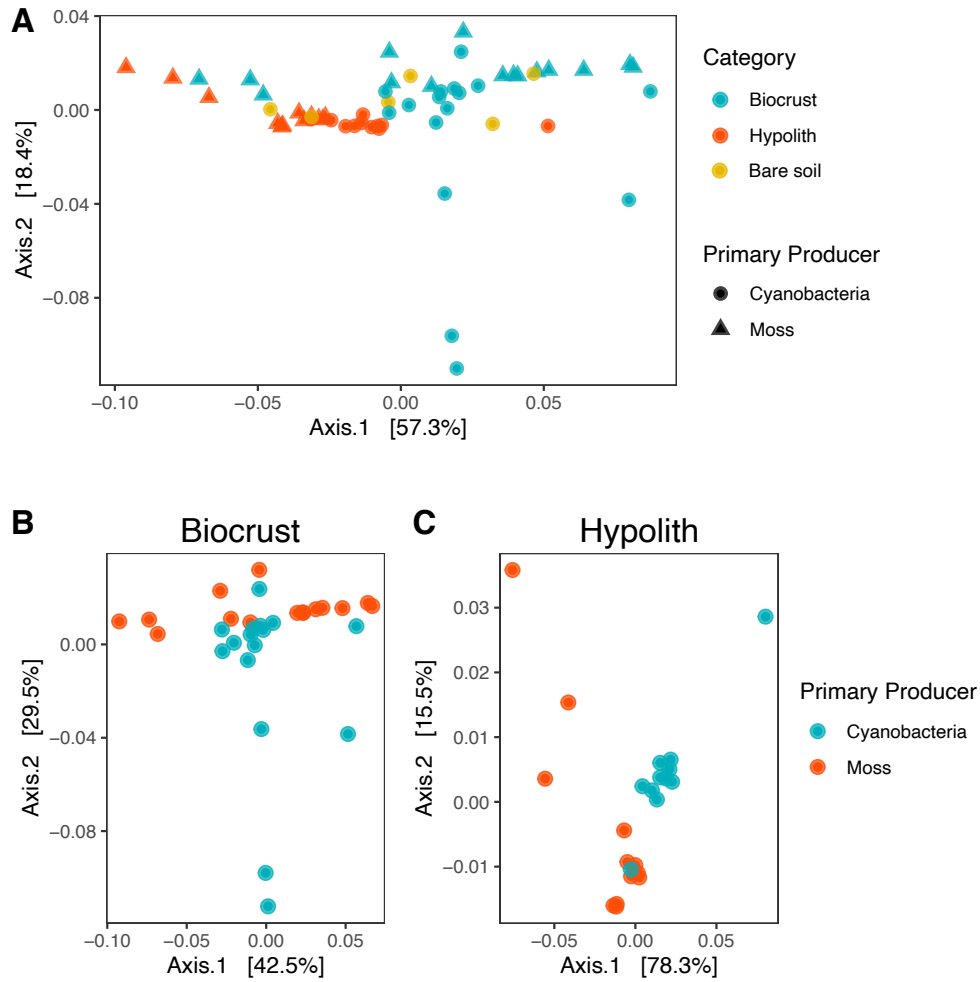 A
0.04
0.00
−0.04
−0.08
Axis.2 [18.4%]
−0.10
−0.05
0.00
0.05
Axis.1 [57.3%]
Category
Biocrust
Hypolith
Bare soil
Primary Producer
Cyanobacteria
Moss
B
Biocrust
0.00
−0.04
−0.08
Axis.2 [29.5%]
−0.10
−0.05
0.00
0.05
Axis.1 [42.5%]
C
Hypolith
0.03
0.02
0.01
0.00
−0.01
Axis.2 [15.5%]
−0.05
0.00
0.05
Axis.1 [78.3%]
Primary Producer
Cyanobacteria
Moss